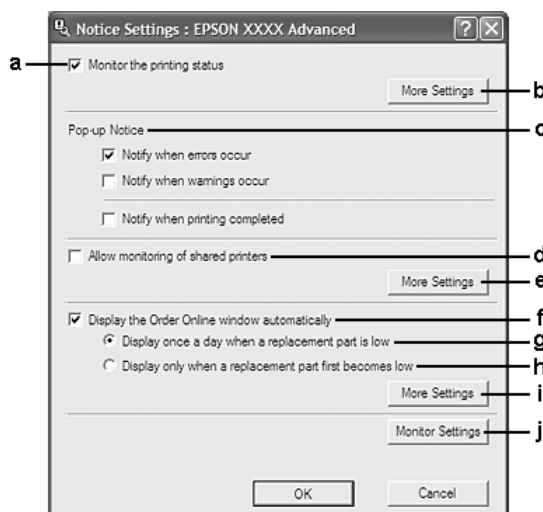 Notice Settings : EPSON XXXX Advanced
a Monitor the printing status
More Settings b
Pop-up Notice c
Notify when errors occur
Notify when warnings occur
Notify when printing completed
Allow monitoring of shared printers d
More Settings e
Display the Order Online window automatically f
Display once a day when a replacement part is low g
Display only when a replacement part first becomes low h
More Settings i
Monitor Settings j
OK Cancel